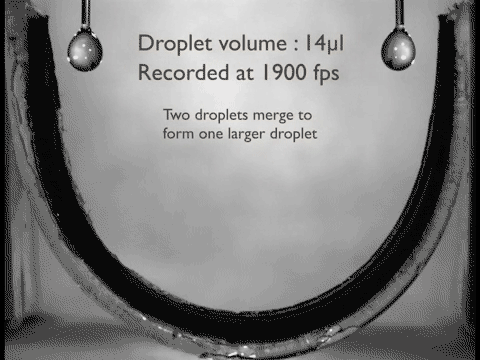 Droplet volume : 14µl
Recorded at 1900 fps
Two droplets merge to
form one larger droplet